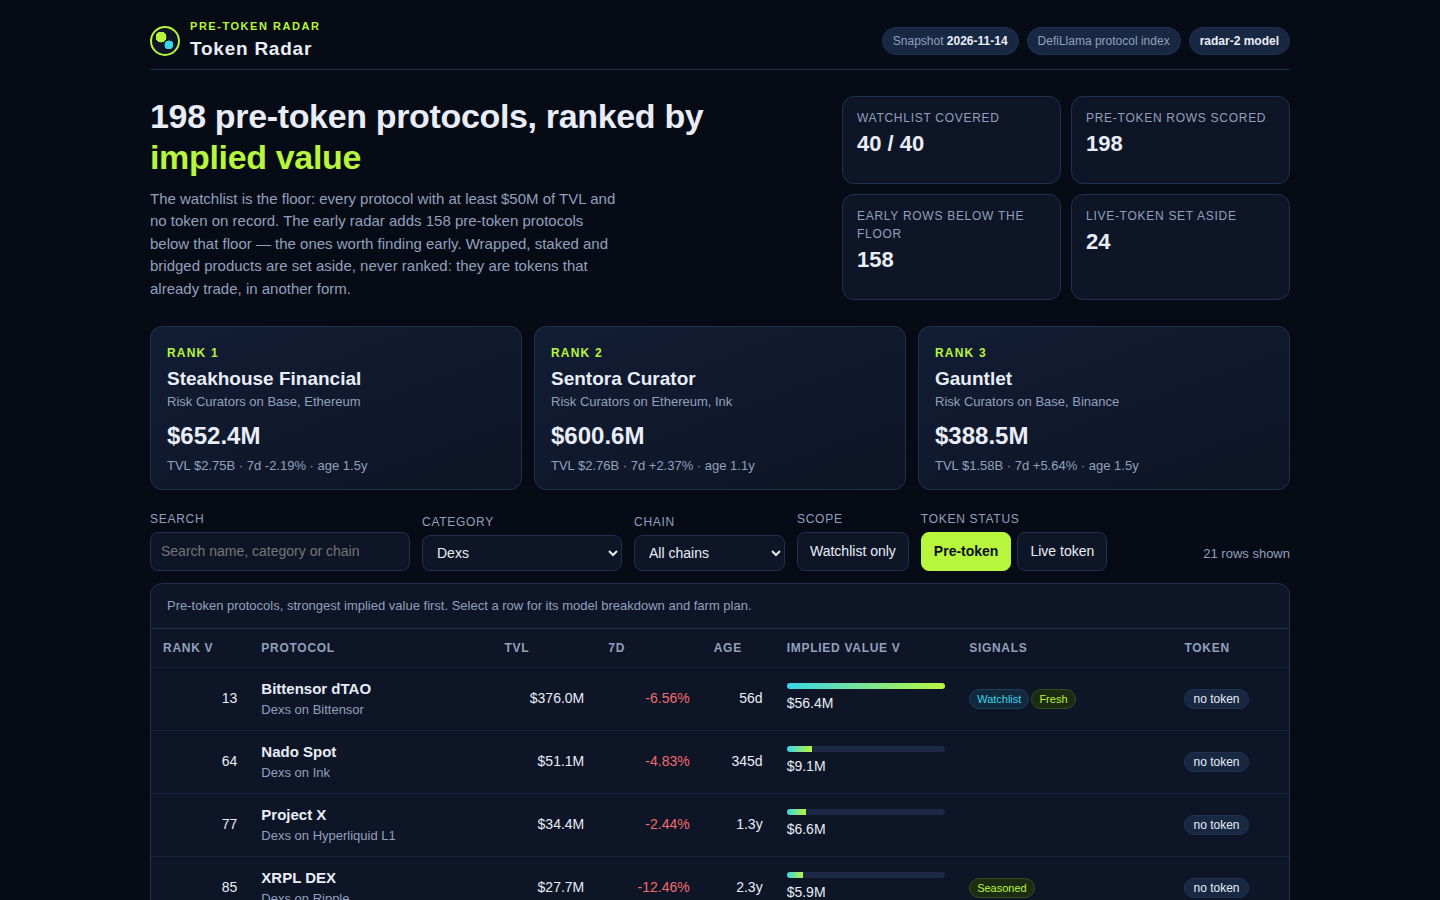 PRE-TOKEN RADAR
Token Radar
Snapshot 2026-11-14
DefiLlama protocol index
radar-2 model
198 pre-token protocols, ranked by
implied value
The watchlist is the floor: every protocol with at least $50M of TVL and
no token on record. The early radar adds 158 pre-token protocols
below that floor — the ones worth finding early. Wrapped, staked and
bridged products are set aside, never ranked: they are tokens that
already trade, in another form.
WATCHLIST COVERED
40 / 40
PRE-TOKEN ROWS SCORED
198
EARLY ROWS BELOW THE
FLOOR
158
LIVE-TOKEN SET ASIDE
24
RANK 1
Steakhouse Financial
Risk Curators on Base, Ethereum
$652.4M
TVL $2.75B · 7d -2.19% · age 1.5y
RANK 2
Sentora Curator
Risk Curators on Ethereum, Ink
$600.6M
TVL $2.76B · 7d +2.37% · age 1.1y
RANK 3
Gauntlet
Risk Curators on Base, Binance
$388.5M
TVL $1.58B · 7d +5.64% · age 1.5y
SEARCH
Search name, category or chain
CATEGORY
Dexs
CHAIN
All chains
SCOPE
Watchlist only
TOKEN STATUS
Pre-token
Live token
21 rows shown
Pre-token protocols, strongest implied value first. Select a row for its model breakdown and farm plan.
RANK V PROTOCOL TVL 7D AGE IMPLIED VALUE V SIGNALS TOKEN
13 Bittensor dTAO $376.0M -6.56% 56d $56.4M Watchlist Fresh no token
Dexs on Bittensor
64 Nado Spot $51.1M -4.83% 345d $9.1M no token
Dexs on Ink
77 Project X $34.4M -2.44% 1.3y $6.6M no token
Dexs on Hyperliquid L1
85 XRPL DEX $27.7M -12.46% 2.3y $5.9M Seasoned no token
Dexs on Ripple